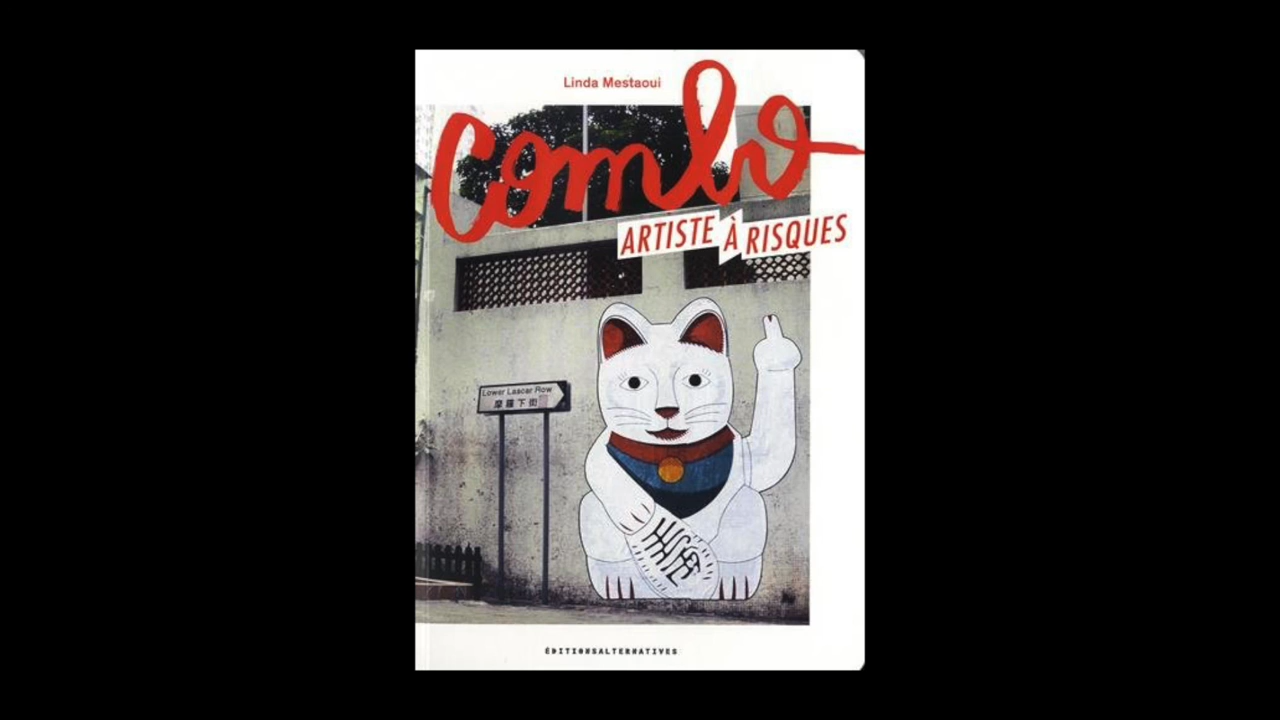 Linda Mestaoui
Combo
ARTISTE À RISQUES
Lower Lascar Row
摩羅下街
ÉDITIONSALTERNATIVES